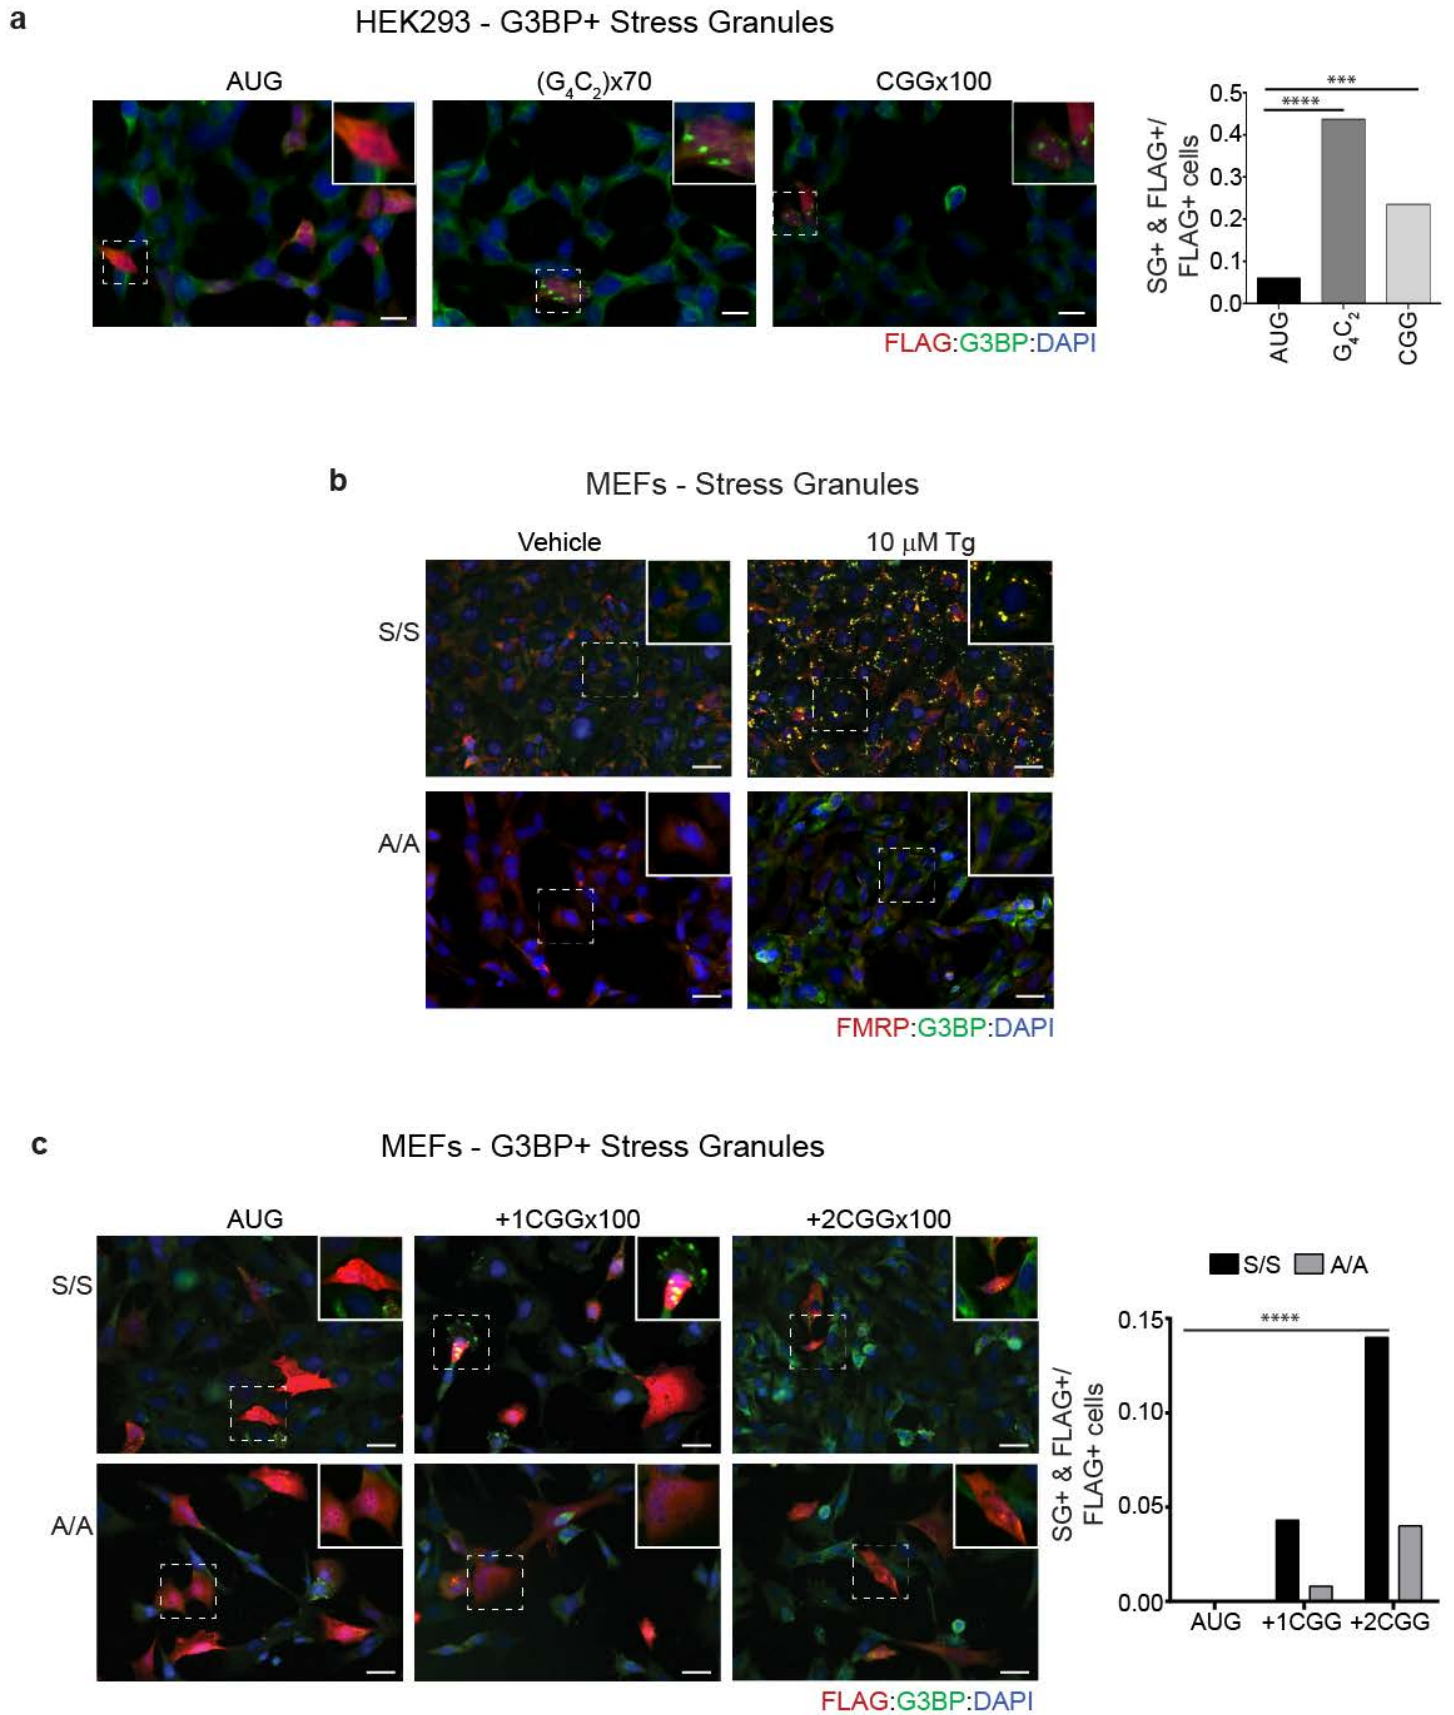 a
HEK293 - G3BP+ Stress Granules
AUG
(G4C2)x70
CGGx100
FLAG:G3BP:DAPI
***
****
SG+ & FLAG+/
FLAG+ cells
0.5
0.4
0.3
0.2
0.1
0.0
AUG
G4C2
CGG
b
MEFs - Stress Granules
Vehicle
10 μM Tg
S/S
A/A
FMRP:G3BP:DAPI
c
MEFs - G3BP+ Stress Granules
AUG
+1CGGx100
+2CGGx100
S/S
A/A
FLAG:G3BP:DAPI
S/S
A/A
****
SG+ & FLAG+/
FLAG+ cells
0.15
0.10
0.05
0.00
AUG
+1CGG
+2CGG